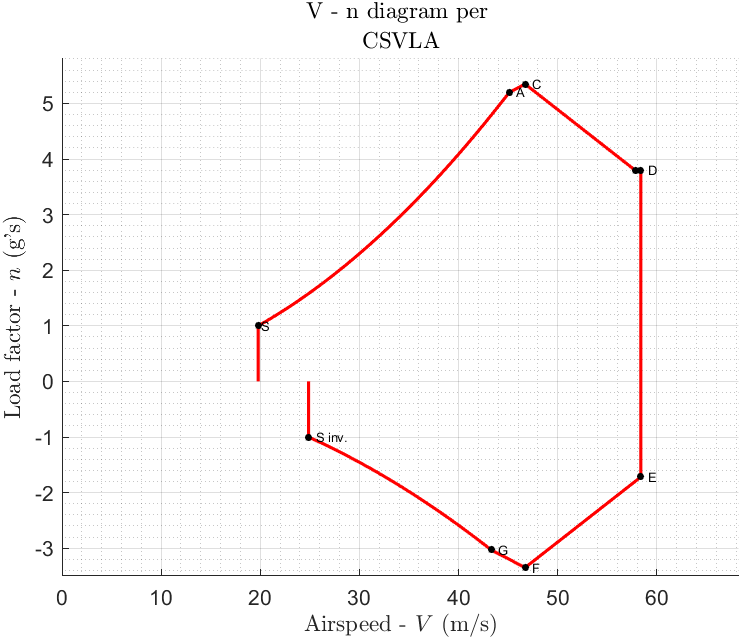 V - n diagram per
CSVLA
Load factor - n (g's)
5
4
3
2
1
0
-1
-2
-3
C
A
D
S
S inv.
E
G
F
0 10 20 30 40 50 60
Airspeed - V (m/s)